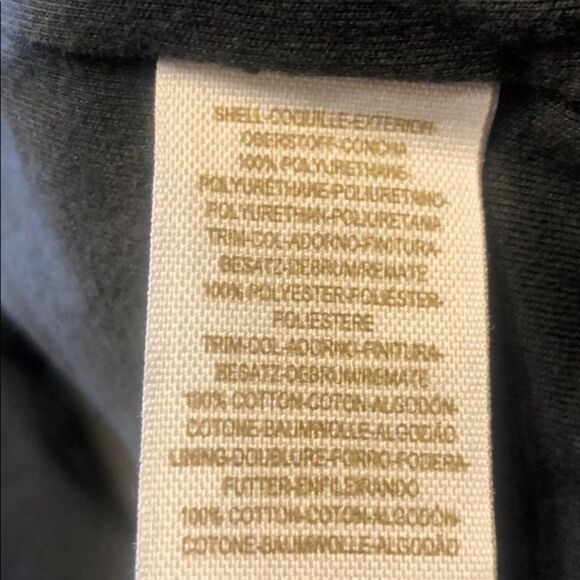 SHELL-COQUILLE-EXTERIOR-
OBERSTOFF-CONCHA
100% POLYURETHANE-
POLYURETHANE-POLIURETHINO-
POLYURETHAN-POLIURETANA
TRIM-COL-ADORNO-FINITURA-
BESATZ-DEBRUM/REMATE
100% POLYESTER-POLIESTER-
POLIESTERE
TRIM-COL-ADORNO-FINITURA-
BESATZ-DEBRUM/REMATE
100% COTTON-COTON-ALGODÓN-
COTONE-BAUMWOLLE-ALGODÃO
LINING-DOUBLURE-FORRO-FODERA-
FUTTER-ENFILEIRANDO
100% COTTON-COTON-ALGODÓN-
COTONE-BAUMWOLLE-ALGODÃO